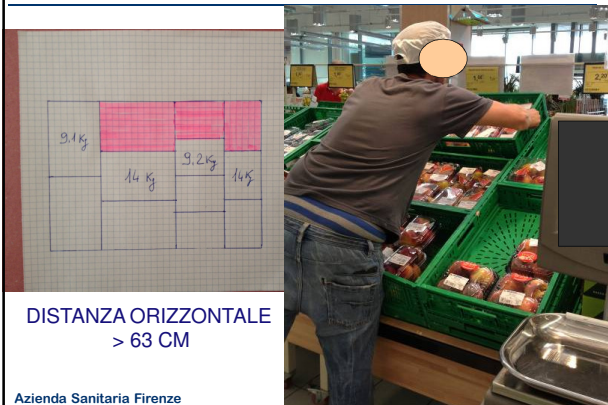 9.1 Kg
14 Kg
9.2 Kg
14 Kg
DISTANZA ORIZZONTALE
> 63 CM
Azienda Sanitaria Firenze